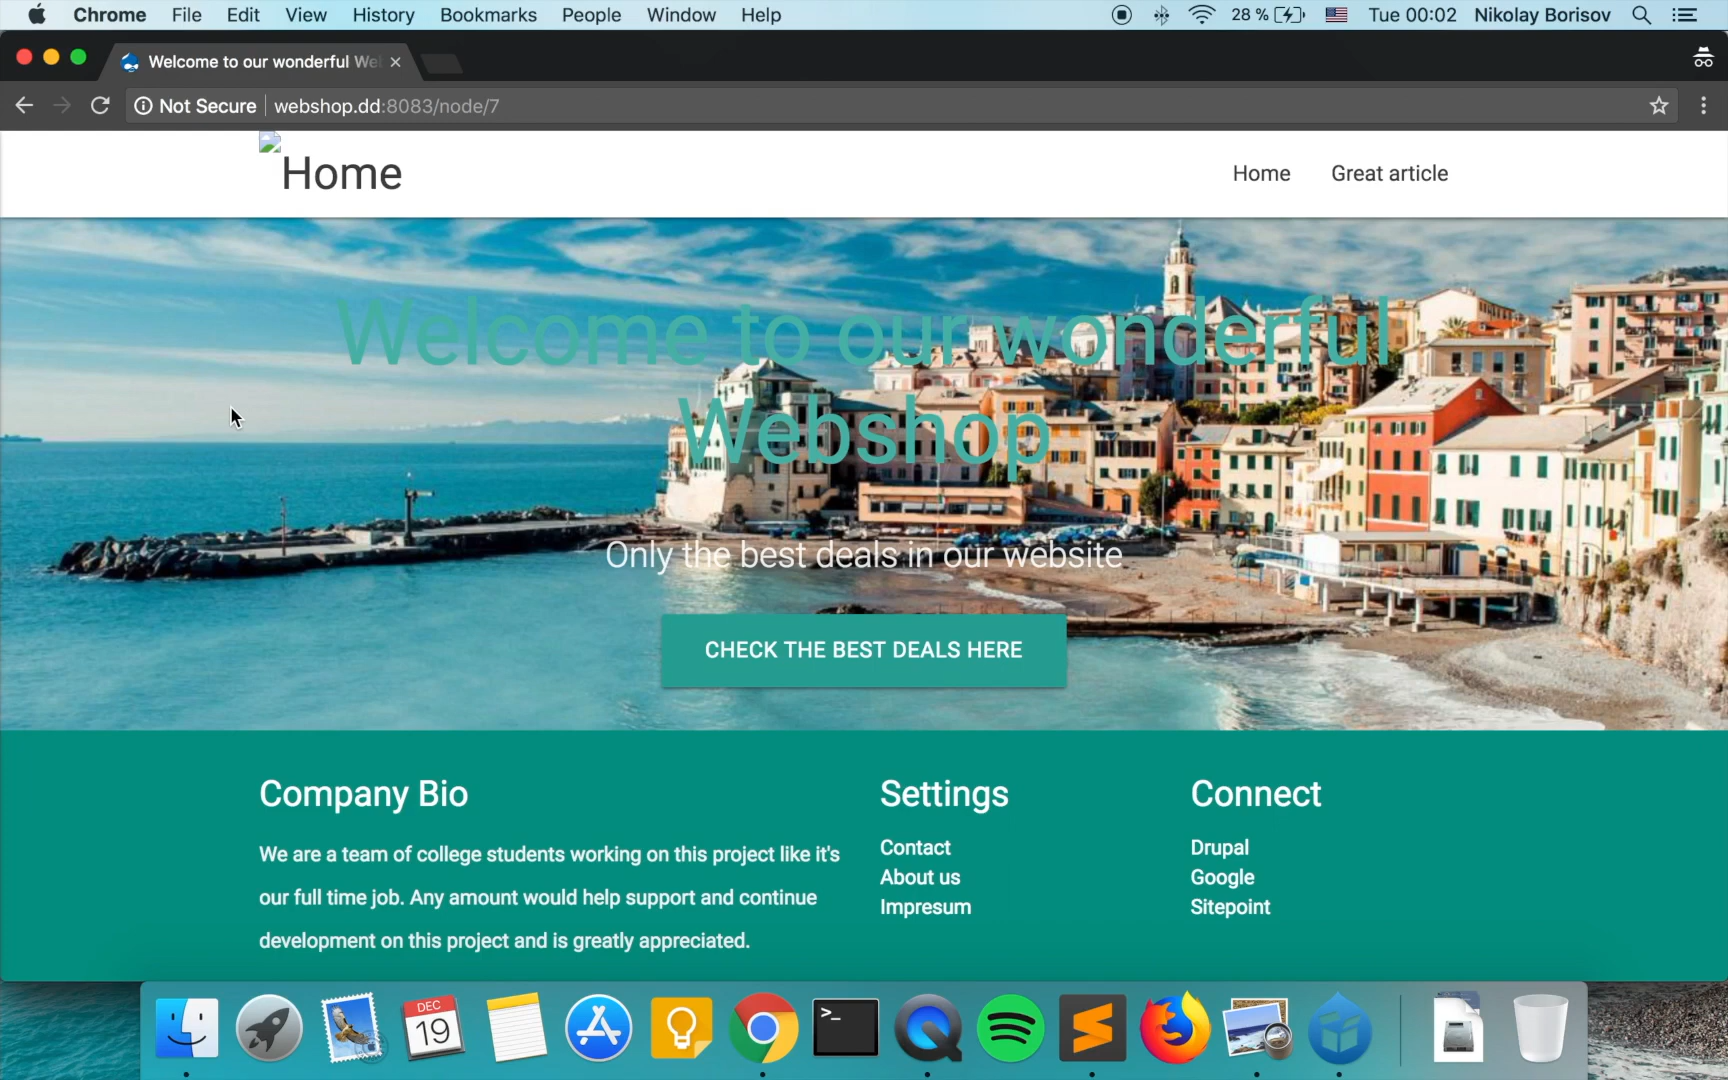 Chrome File Edit View History Bookmarks People Window Help 28 % Tue 00:02 Nikolay Borisov
Welcome to our wonderful We
Not Secure webshop.dd:8083/node/7
Home
Home Great article
Welcome to our wonderful
Webshop
Only the best deals in our website
CHECK THE BEST DEALS HERE
Company Bio
We are a team of college students working on this project like it's
our full time job. Any amount would help support and continue
development on this project and is greatly appreciated.
Settings
Contact
About us
Impresum
Connect
Drupal
Google
Sitepoint
DEC
19
>_